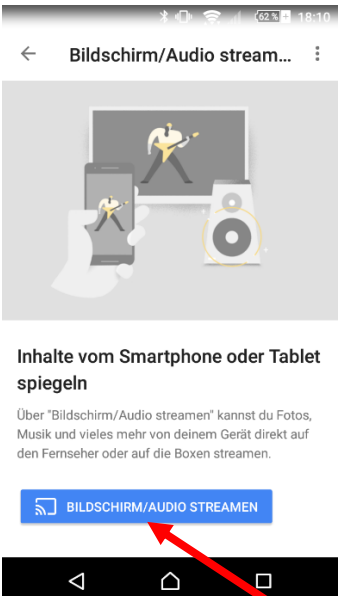 62 % 18:10
Bildschirm/Audio stream...
Inhalte vom Smartphone oder Tablet
spiegeln
Über "Bildschirm/Audio streamen" kannst du Fotos,
Musik und vieles mehr von deinem Gerät direkt auf
den Fernseher oder auf die Boxen streamen.
BILDSCHIRM/AUDIO STREAMEN